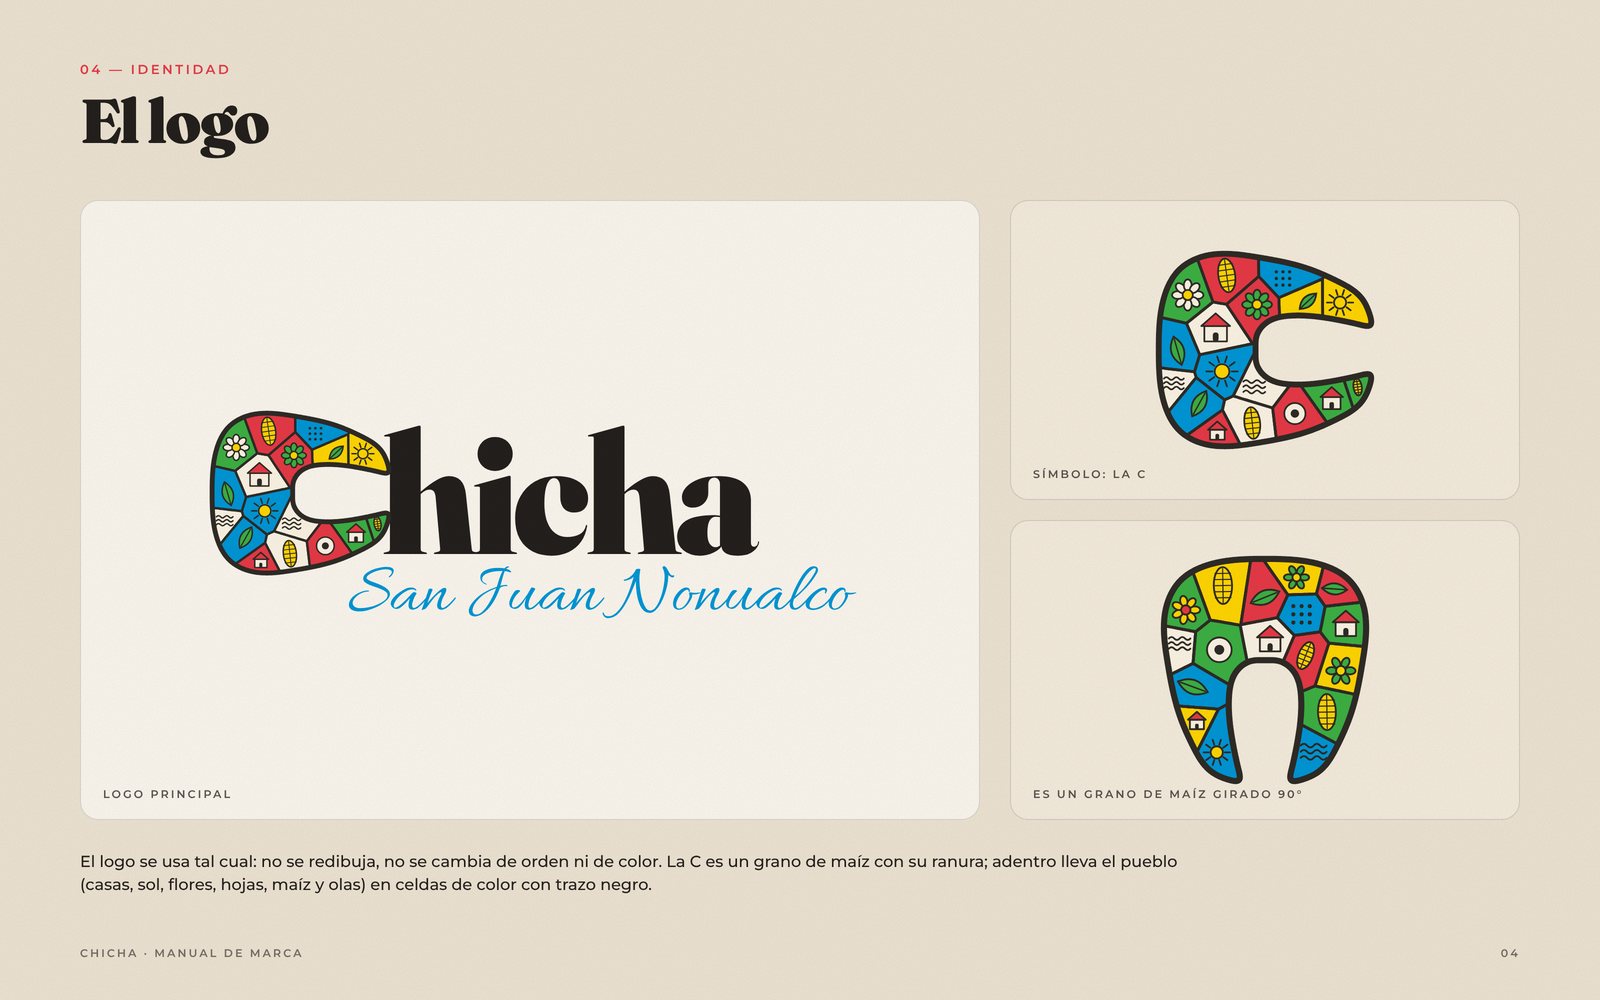 04 — IDENTIDAD
El logo
Chicha
San Juan Nonualco
LOGO PRINCIPAL
SÍMBOLO: LA C
ES UN GRANO DE MAÍZ GIRADO 90°
El logo se usa tal cual: no se redibuja, no se cambia de orden ni de color. La C es un grano de maíz con su ranura; adentro lleva el pueblo
(casas, sol, flores, hojas, maíz y olas) en celdas de color con trazo negro.
CHICHA · MANUAL DE MARCA
04